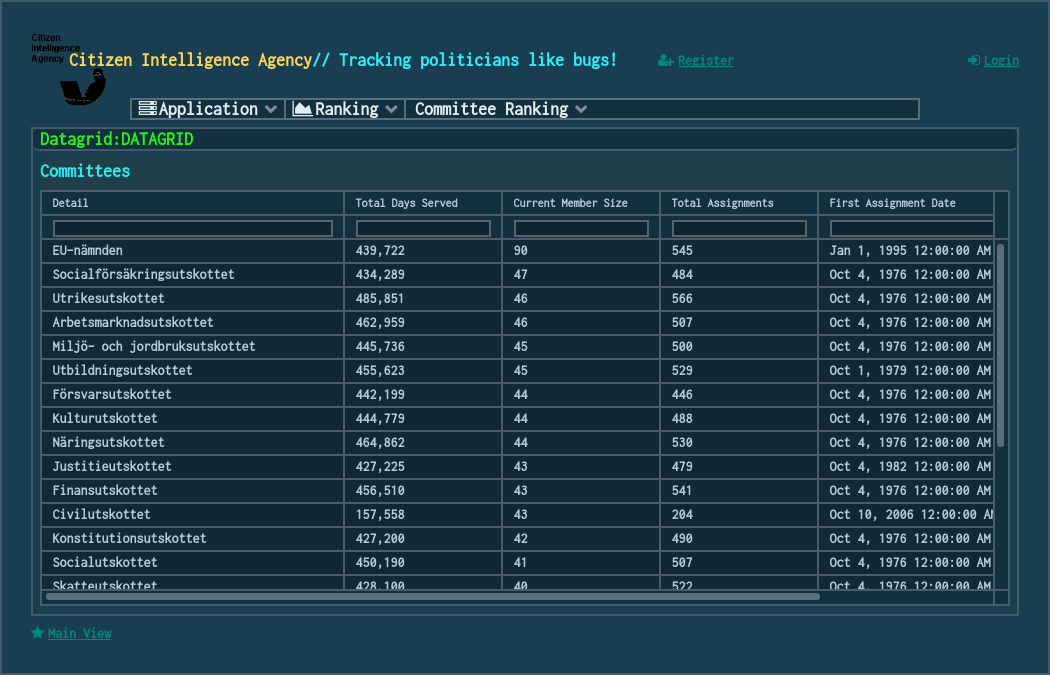 Citizen
Intelligence
Agency
Citizen Intelligence Agency// Tracking politicians like bugs! Register Login
Application Ranking Committee Ranking
Datagrid:DATAGRID
Committees
Detail Total Days Served Current Member Size Total Assignments First Assignment Date
EU-nämnden 439,722 90 545 Jan 1, 1995 12:00:00 AM
Socialförsäkringsutskottet 434,289 47 484 Oct 4, 1976 12:00:00 AM
Utrikesutskottet 485,851 46 566 Oct 4, 1976 12:00:00 AM
Arbetsmarknadsutskottet 462,959 46 507 Oct 4, 1976 12:00:00 AM
Miljö- och jordbruksutskottet 445,736 45 500 Oct 4, 1976 12:00:00 AM
Utbildningsutskottet 455,623 45 529 Oct 1, 1979 12:00:00 AM
Försvarsutskottet 442,199 44 446 Oct 4, 1976 12:00:00 AM
Kulturutskottet 444,779 44 488 Oct 4, 1976 12:00:00 AM
Näringsutskottet 464,862 44 530 Oct 4, 1976 12:00:00 AM
Justitieutskottet 427,225 43 479 Oct 4, 1982 12:00:00 AM
Finansutskottet 456,510 43 541 Oct 4, 1976 12:00:00 AM
Civilutskottet 157,558 43 204 Oct 10, 2006 12:00:00 AM
Konstitutionsutskottet 427,200 42 490 Oct 4, 1976 12:00:00 AM
Socialutskottet 450,190 41 507 Oct 4, 1976 12:00:00 AM
Skatteutskottet 428,100 40 522 Oct 4, 1976 12:00:00 AM
Main View